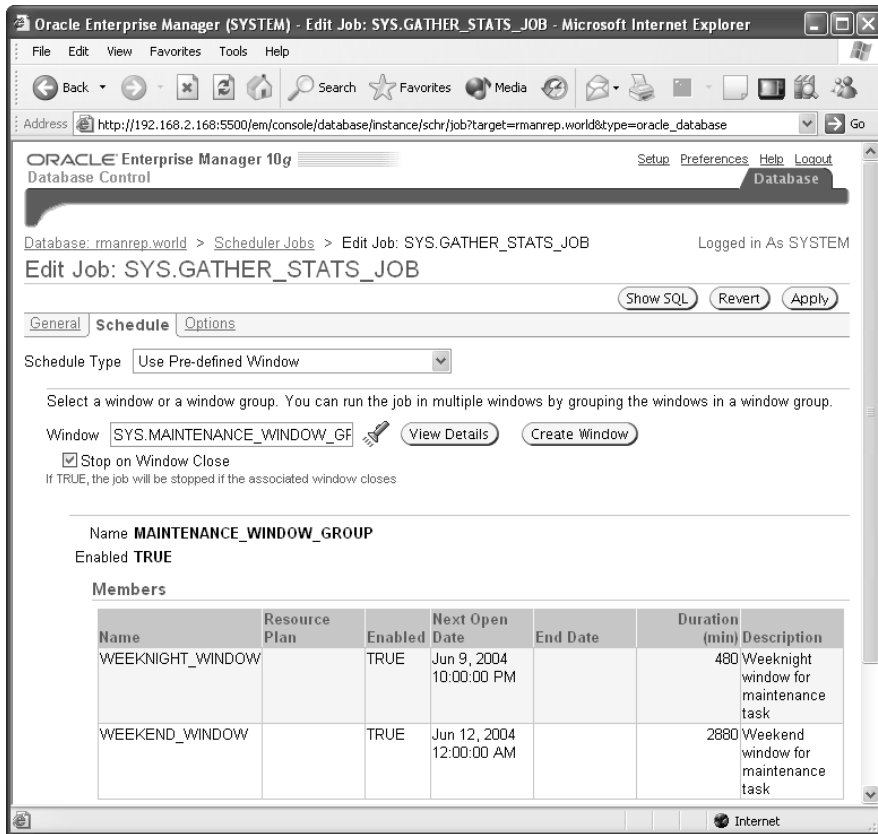 Oracle Enterprise Manager (SYSTEM) - Edit Job: SYS.GATHER_STATS_JOB - Microsoft Internet Explorer
File Edit View Favorites Tools Help
Back Search Favorites Media
Address http://192.168.2.168:5500/em/console/database/instance/schr/job?target=rmanrep.world&type=oracle_database Go
ORACLE Enterprise Manager 10g
Setup Preferences Help Logout
Database Control
Database
Database: rmanrep.world > Scheduler Jobs > Edit Job: SYS.GATHER_STATS_JOB Logged in As SYSTEM
Edit Job: SYS.GATHER_STATS_JOB
Show SQL Revert Apply
General Schedule Options
Schedule Type Use Pre-defined Window
Select a window or a window group. You can run the job in multiple windows by grouping the windows in a window group.
Window SYS.MAINTENANCE_WINDOW_GF View Details Create Window
Stop on Window Close
If TRUE, the job will be stopped if the associated window closes
Name MAINTENANCE_WINDOW_GROUP
Enabled TRUE
Members
Name Resource Plan Enabled Next Open Date End Date Duration (min) Description
WEEKNIGHT_WINDOW TRUE Jun 9, 2004 10:00:00 PM 480 Weeknight window for maintenance task
WEEKEND_WINDOW TRUE Jun 12, 2004 12:00:00 AM 2880 Weekend window for maintenance task
Internet